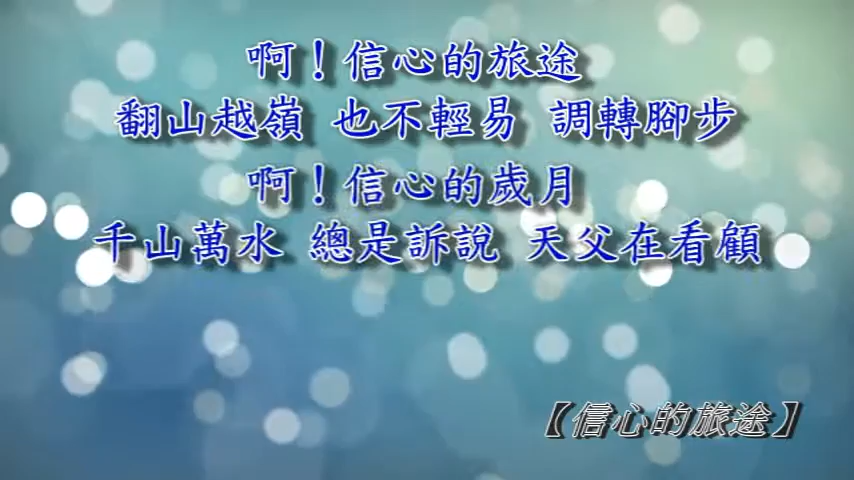 啊！信心的旅途
翻山越嶺 也不輕易 調轉腳步
啊！信心的歲月
千山萬水 總是訴說 天父在看顧
【信心的旅途】